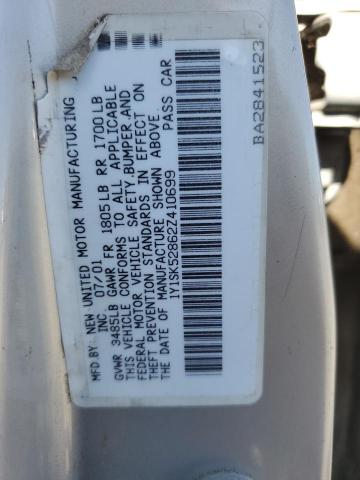 MFD.BY NEW UNITED MOTOR MANUFACTURING
INC 07/01
GVWR 3485LB GAWR FR 1805LB RR 1700LB
THIS VEHICLE CONFORMS TO ALL APPLICABLE
FEDERAL MOTOR VEHICLE SAFETY,BUMPER,AND
THEFT PREVENTION STANDARDS IN EFFECT ON
THE DATE OF MANUFACTURE SHOWN ABOVE.
1Y1SK52862Z410699 PASS CAR
BA2841523